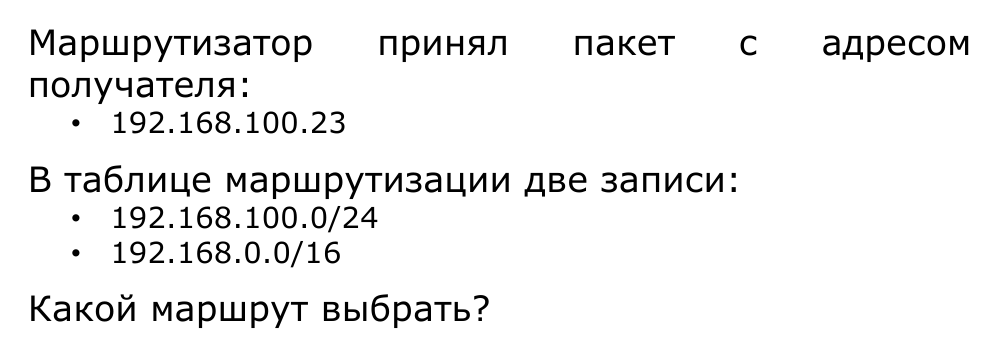 Маршрутизатор принял пакет с адресом
получателя:
• 192.168.100.23
В таблице маршрутизации две записи:
• 192.168.100.0/24
• 192.168.0.0/16
Какой маршрут выбрать?